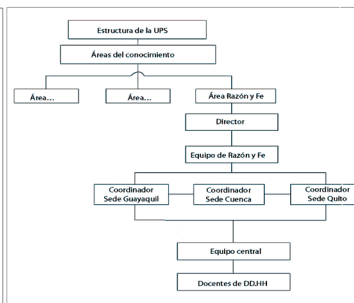 Estructura de la UPS
Áreas del conocimiento
Área...
Área...
Área Razón y Fe
Director
Equipo de Razón y Fe
Coordinador
Sede Guayaquil
Coordinador
Sede Cuenca
Coordinador
Sede Quito
Equipo central
Docentes de DD.HH